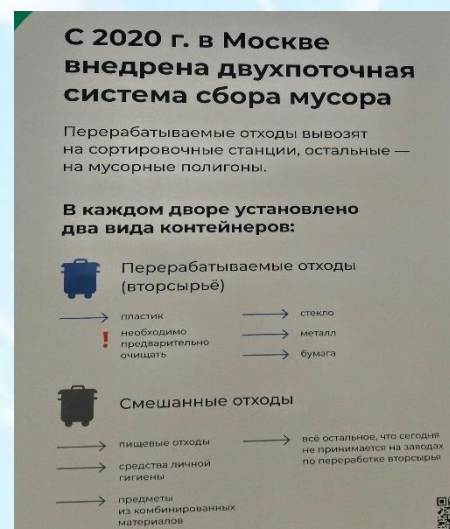 С 2020 г. в Москве
внедрена двухпоточная
система сбора мусора
Перерабатываемые отходы вывозят
на сортировочные станции, остальные —
на мусорные полигоны.
В каждом дворе установлено
два вида контейнеров:
Перерабатываемые отходы
(вторсырьё)
пластик
! необходимо
предварительно
очищать
стекло
металл
бумага
Смешанные отходы
пищевые отходы
средства личной
гигиены
предметы
из комбинированных
материалов
всё остальное, что сегодня
не принимается на заводах
по переработке вторсырья